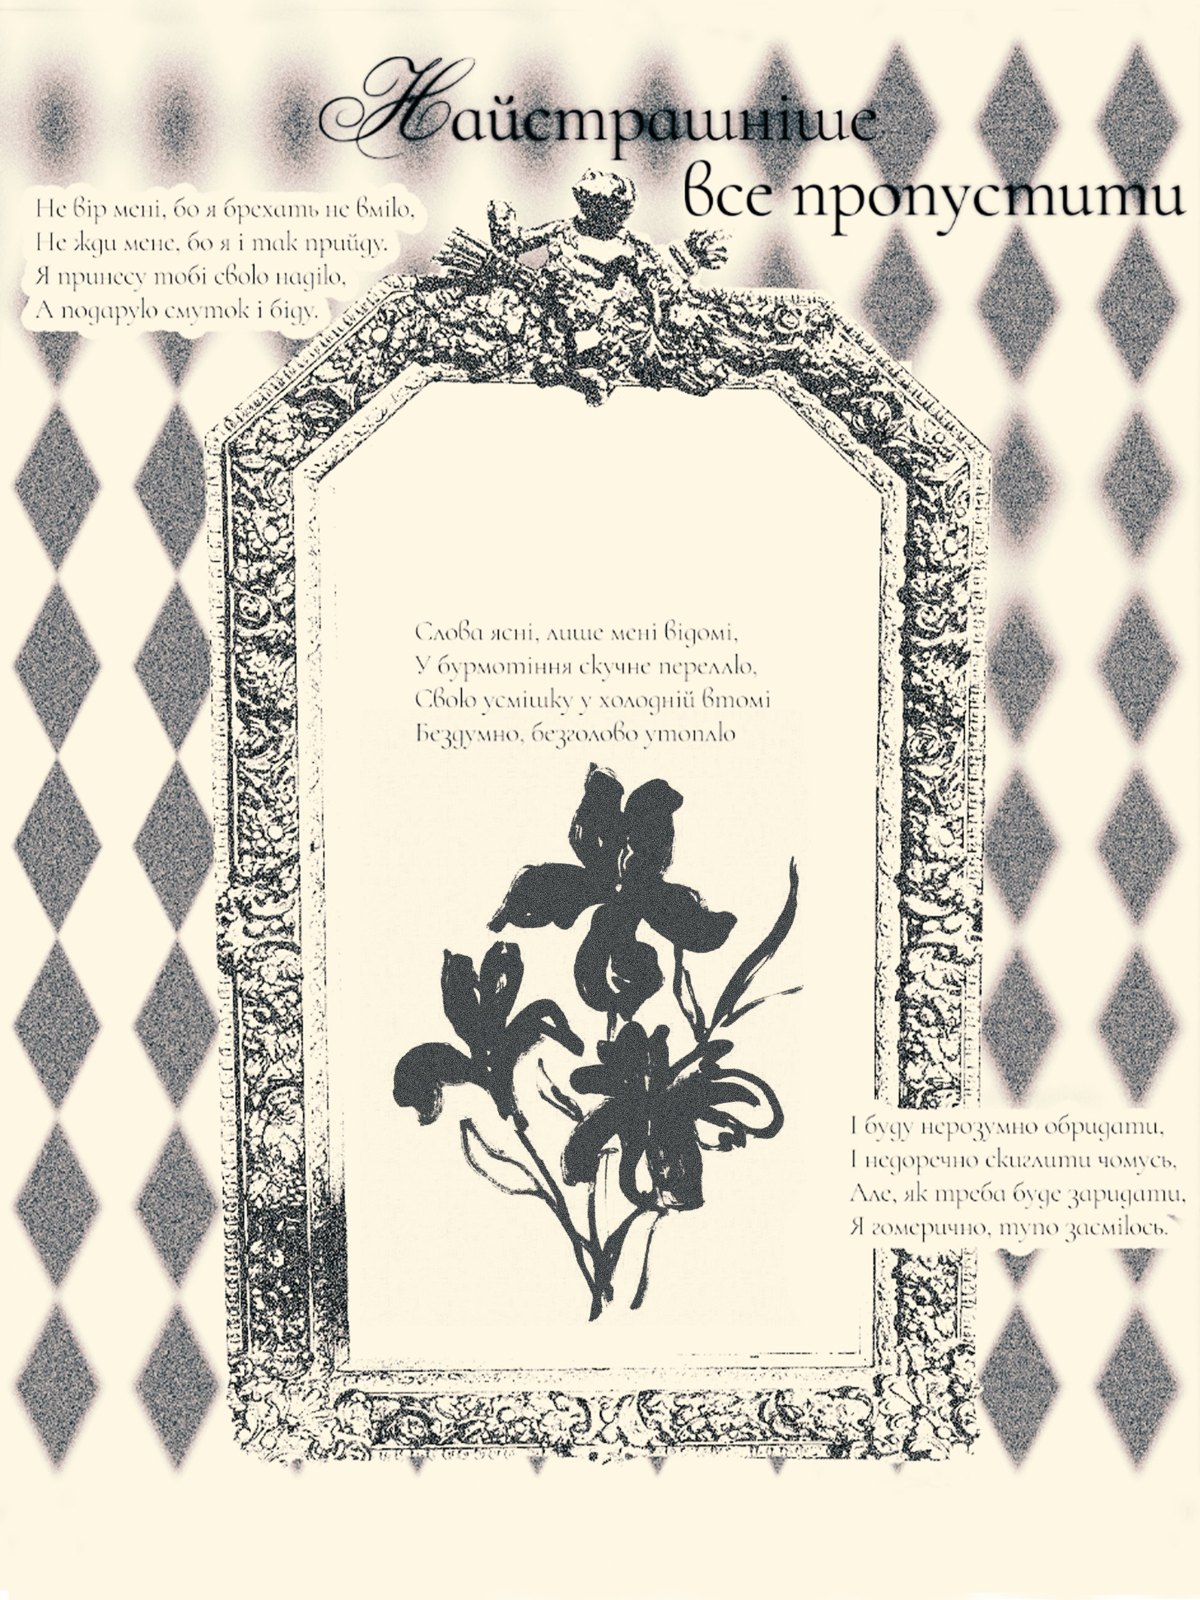 Найстрашніше
все пропустити
Не вір мені, бо я брехать не вмію,
Не жди мене, бо я і так прийду.
Я принесу тобі свою надію,
А подарую смуток і біду.
Слова ясні, лише мені відомі,
У бурмотіння скучне переллю,
Свою усмішку у холодній втомі
Бездумно, безголово утоплю
І буду нерозумно обридати,
І недоречно скиглити чомусь,
Але, як треба буде заридати,
Я гомерично, тупо засміюсь.